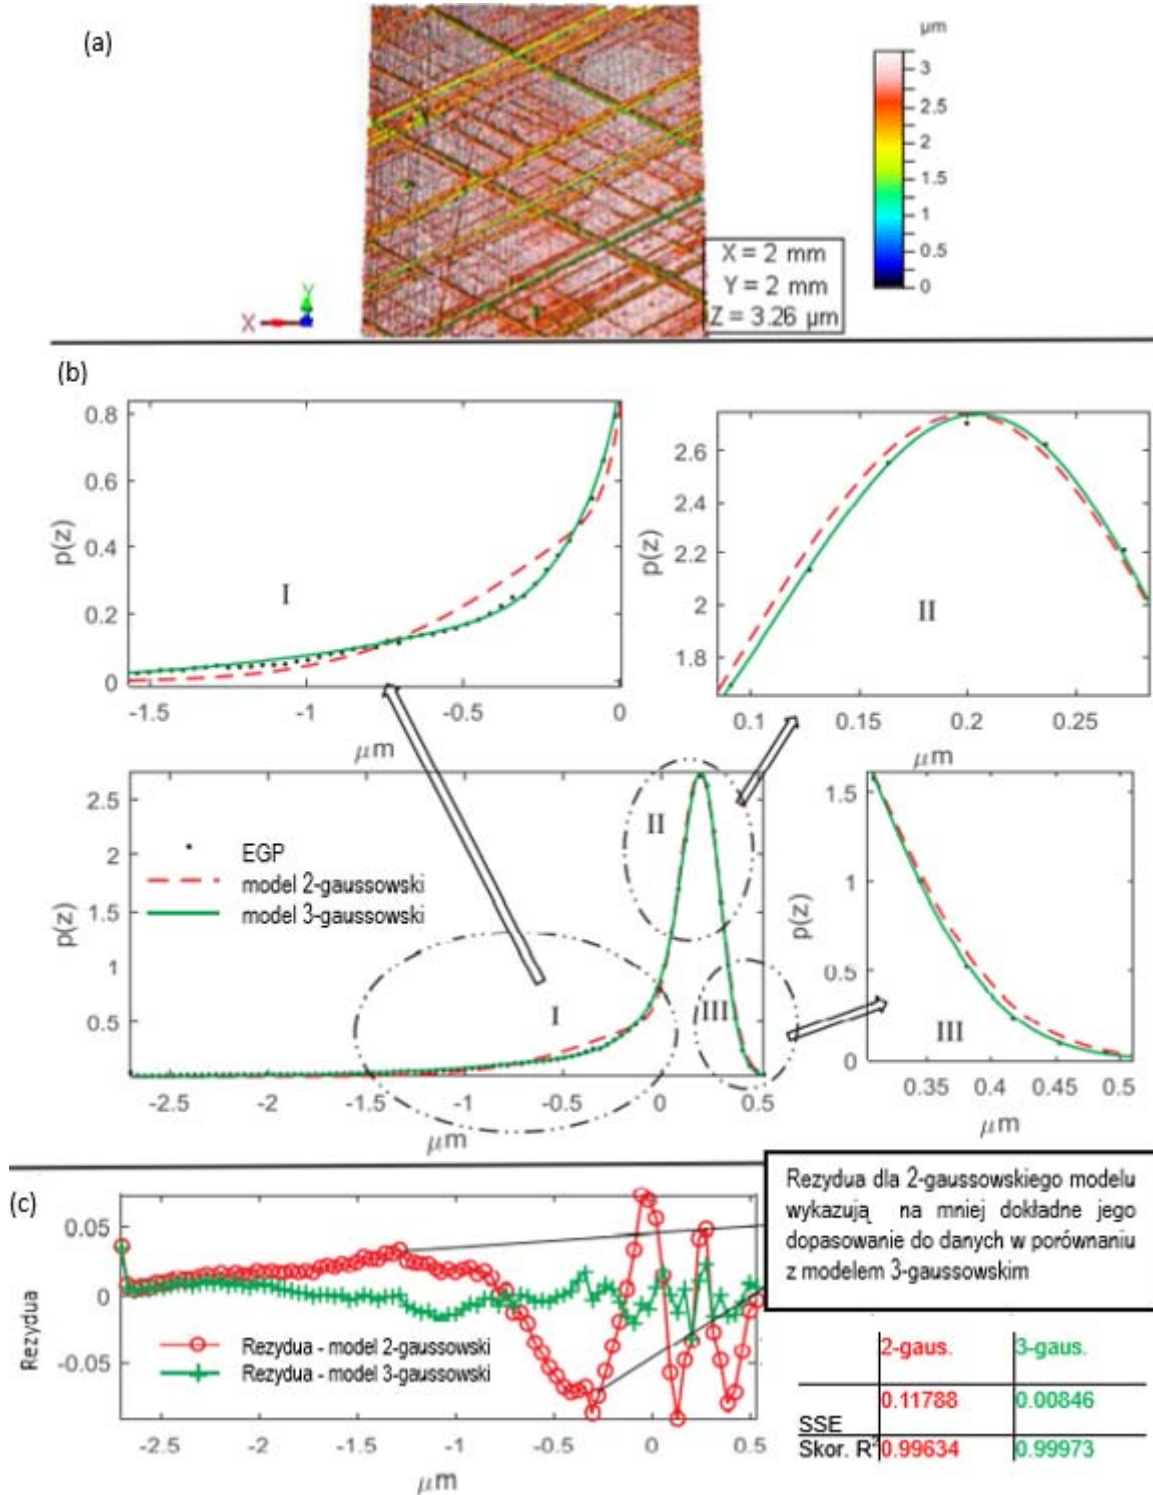 (a)
μm
3
2.5
2
1.5
1
0.5
0
X = 2 mm
Y = 2 mm
Z = 3.26 μm
Y
X
(b)
p(z)
0.8
0.6
0.4
0.2
0
I
-1.5 -1 -0.5 0
μm
p(z)
2.6
2.4
2.2
2
1.8
II
0.1 0.15 0.2 0.25
μm
p(z)
2.5
2
1.5
1
0.5
EGP
model 2-gaussowski
model 3-gaussowski
I
II
III
-2.5 -2 -1.5 -1 -0.5 0 0.5
μm
p(z)
1.5
1
0.5
0
III
0.35 0.4 0.45 0.5
μm
(c)
Rezydua
0.05
0
-0.05
Rezydua - model 2-gaussowski
Rezydua - model 3-gaussowski
-2.5 -2 -1.5 -1 -0.5 0 0.5
μm
Rezydua dla 2-gaussowskiego modelu
wykazują na mniej dokładne jego
dopasowanie do danych w porównaniu
z modelem 3-gaussowskim
2-gaus. 3-gaus.
SSE 0.11788 0.00846
Skor. R² 0.99634 0.99973